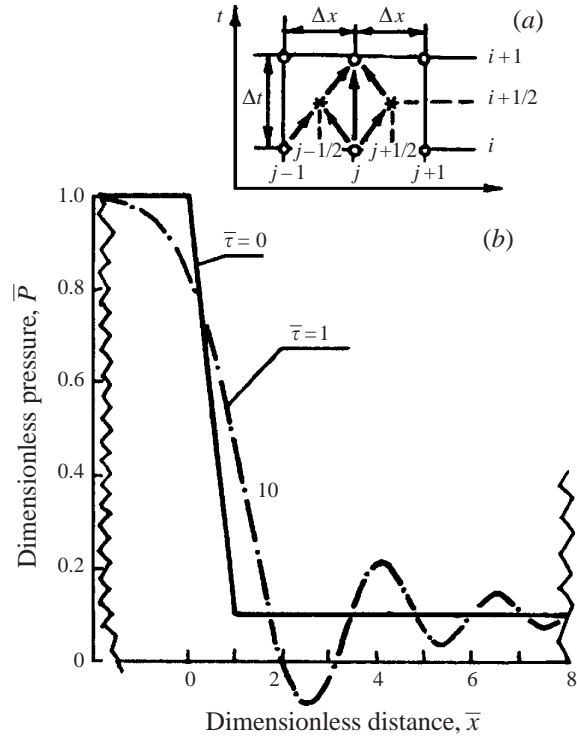 t
Δx
Δx
(a)
i+1
Δt
i+1/2
j−1/2
j+1/2
i
j−1
j
j+1
1.0
τ̅=0
(b)
0.8
τ̅=1
0.6
0.4
10
0.2
0
0
2
4
6
8
Dimensionless pressure, P̅
Dimensionless distance, x̅